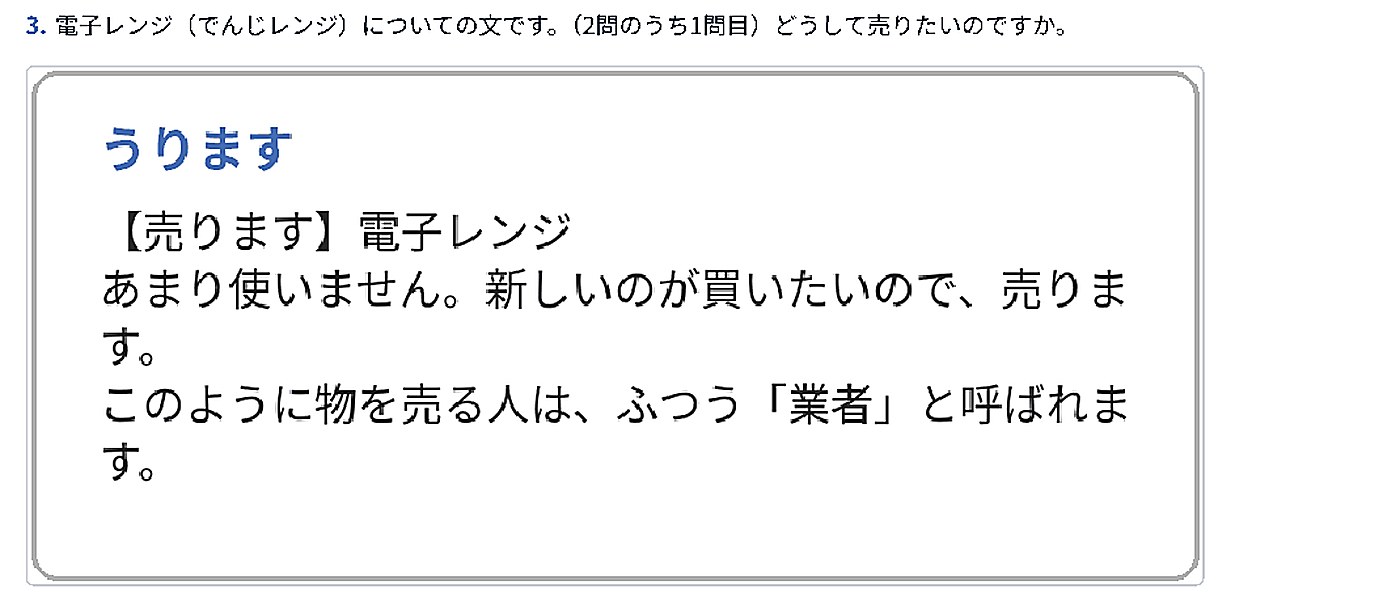 3. 電子レンジ（でんじレンジ）についての文です。（2問のうち1問目）どうして売りたいのですか。
うります
【売ります】電子レンジ
あまり使いません。新しいのが買いたいので、売りま
す。
このように物を売る人は、ふつう「業者」と呼ばれま
す。